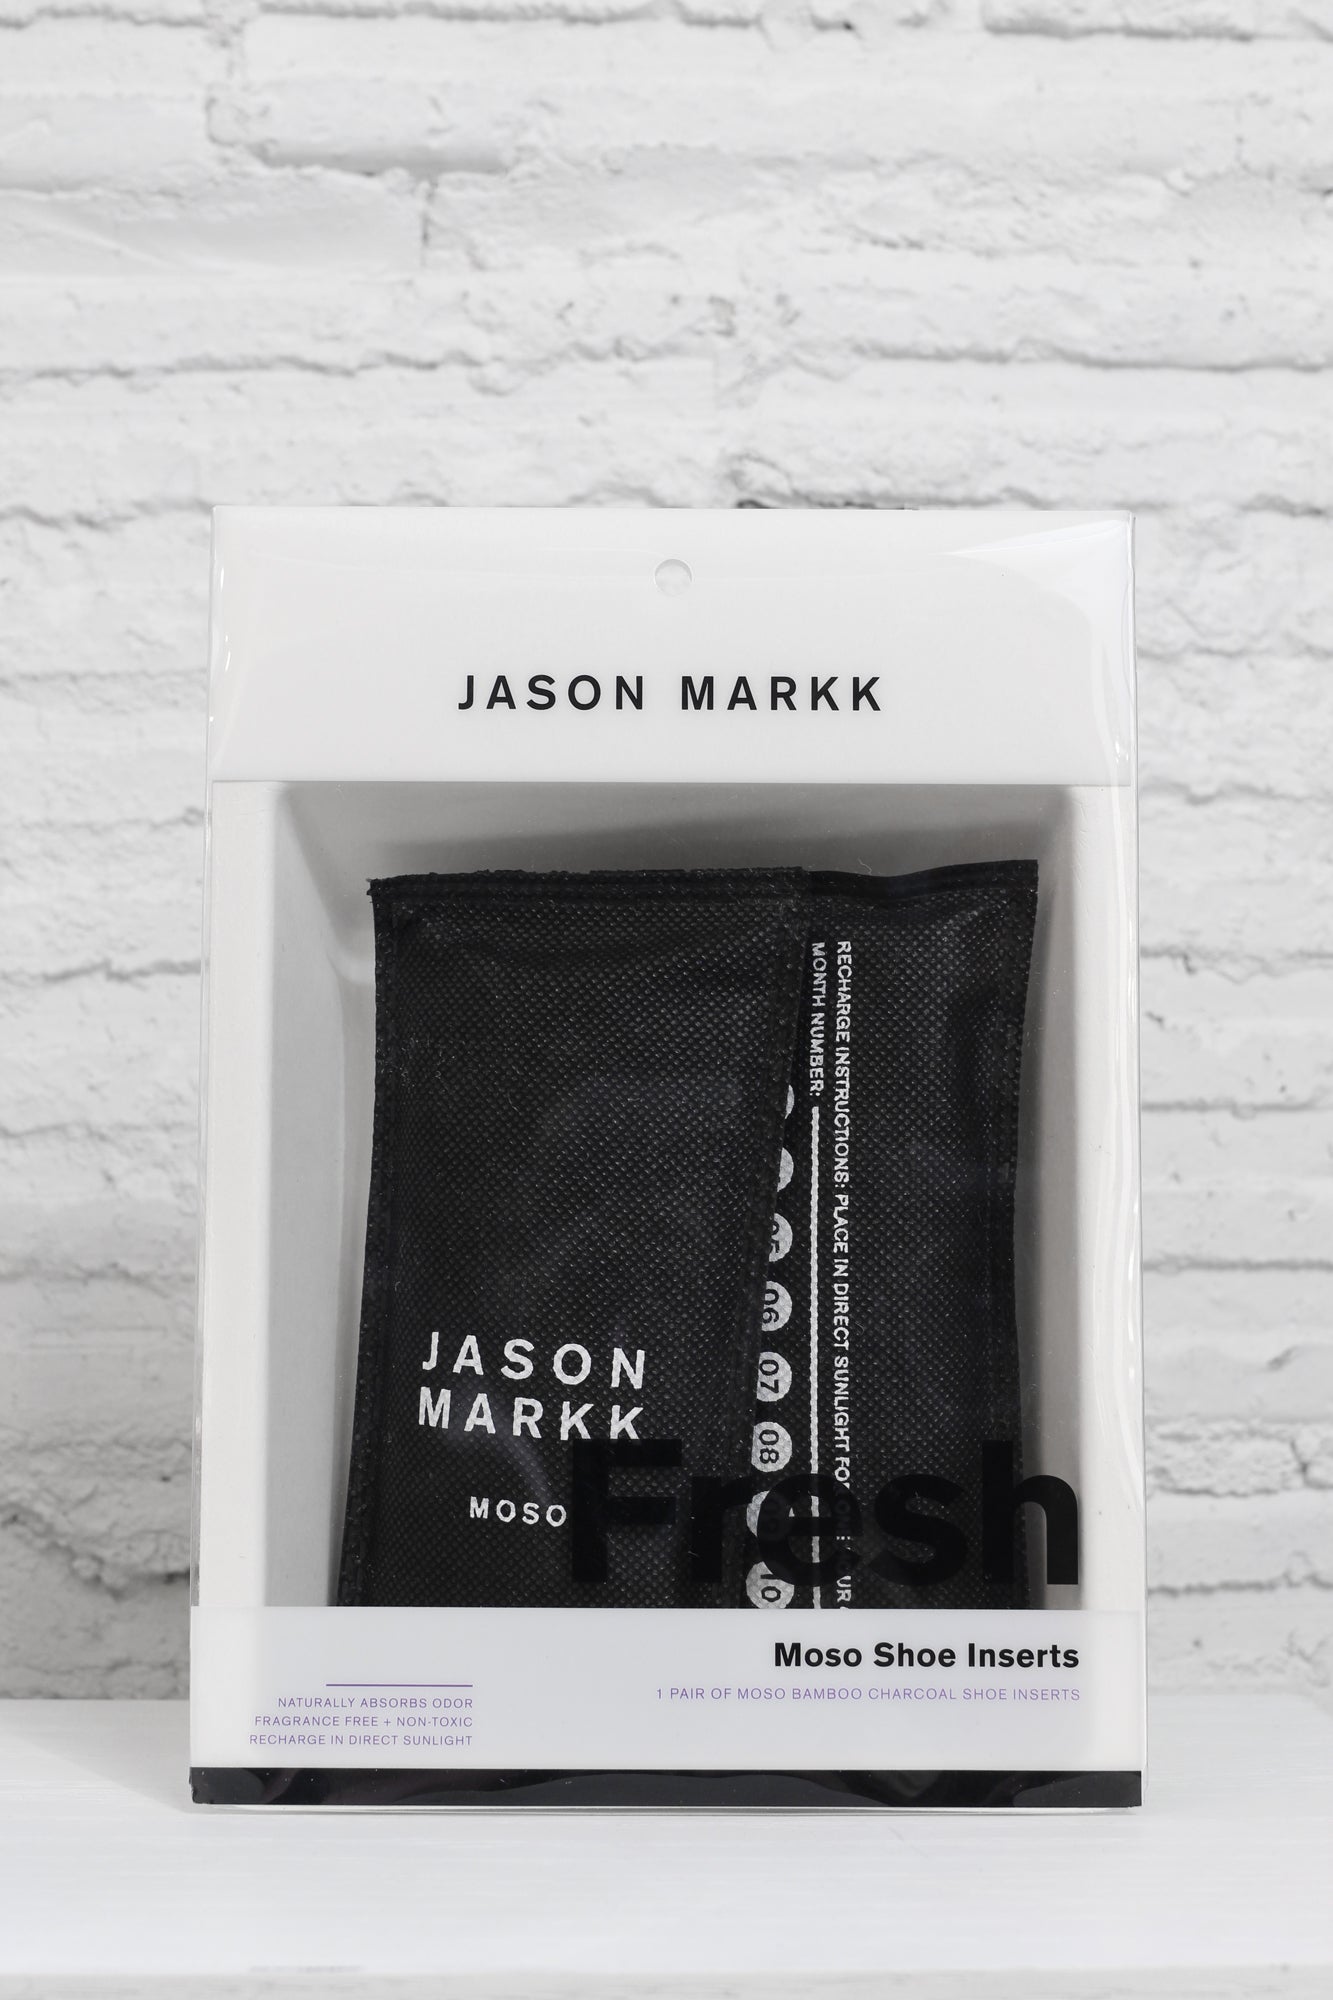 JASON MARKK
RECHARGE INSTRUCTIONS: PLACE IN DIRECT SUNLIGHT FOR
MONTH NUMBER:
06
07
08
10
JASON
MARKK
MOSO
Fresh
Moso Shoe Inserts
1 PAIR OF MOSO BAMBOO CHARCOAL SHOE INSERTS
NATURALLY ABSORBS ODOR
FRAGRANCE FREE + NON-TOXIC
RECHARGE IN DIRECT SUNLIGHT